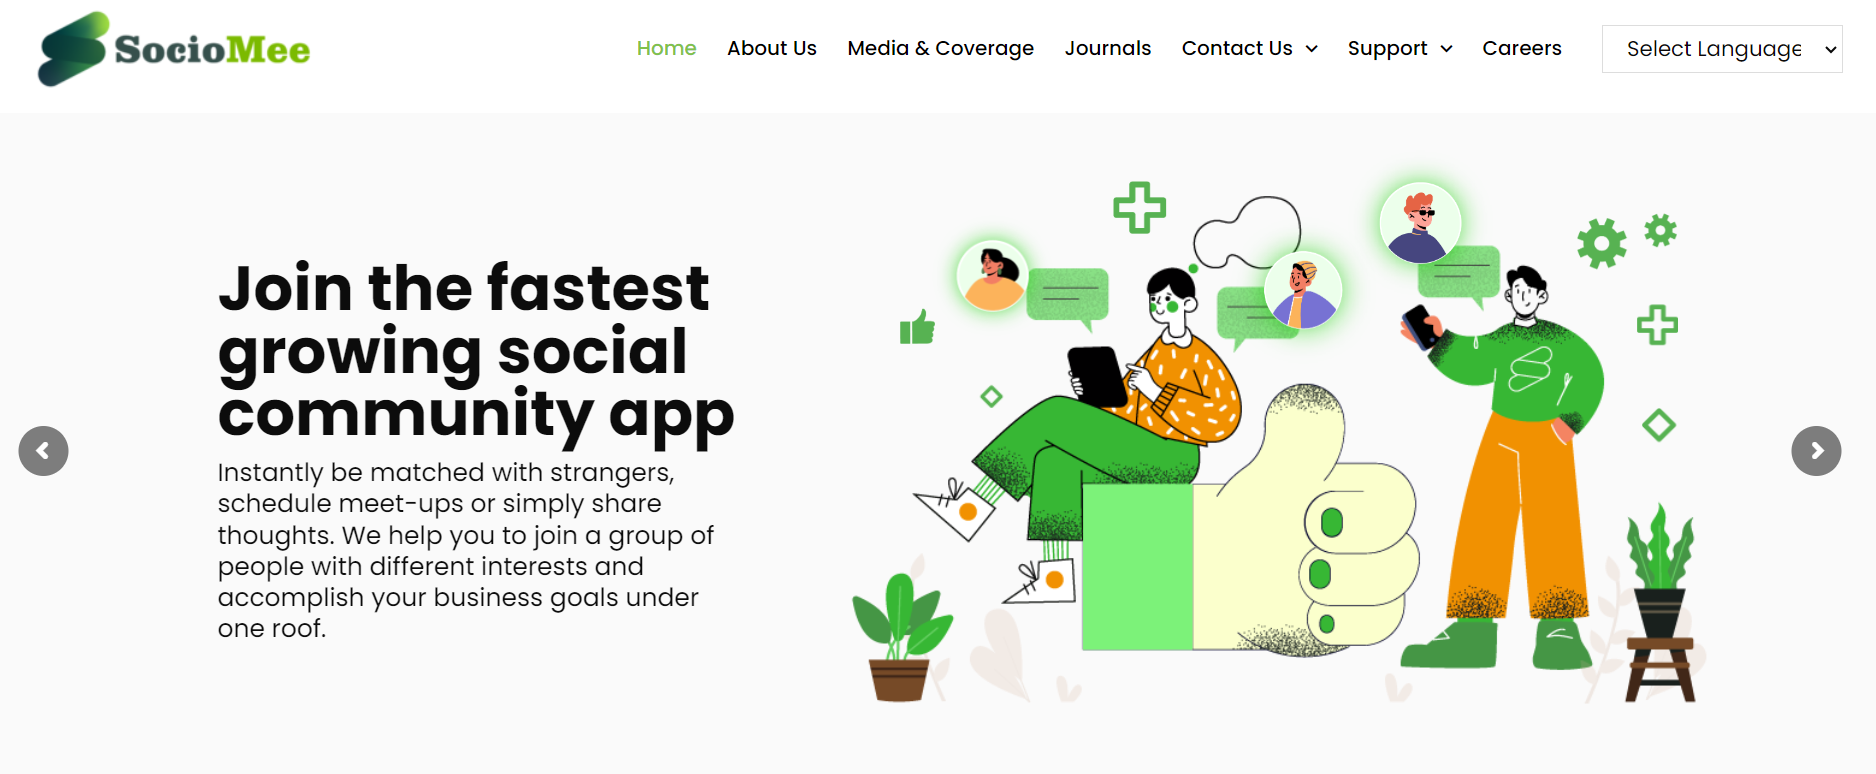 SocioMee
Home About Us Media & Coverage Journals Contact Us Support Careers Select Language
Join the fastest
growing social
community app
Instantly be matched with strangers,
schedule meet-ups or simply share
thoughts. We help you to join a group of
people with different interests and
accomplish your business goals under
one roof.